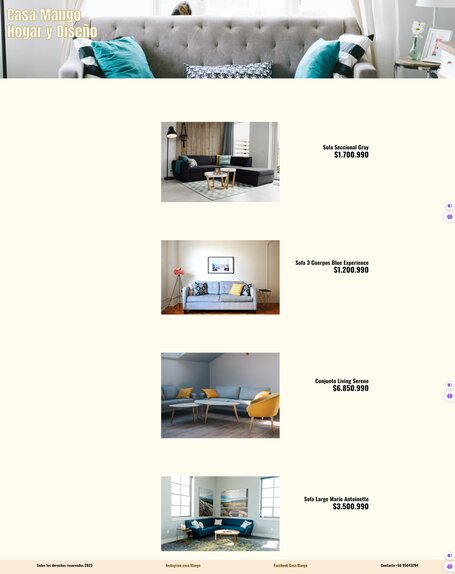 Casa Mango
Hogar y Diseño
Sofa Seccional Gray
$1.700.990
Sofa 3 Cuerpos Blue Experience
$1.200.990
Conjunto Living Serene
$6.850.990
Sofa Large Marie Antoinette
$3.500.990
Todos los derechos reservados 2023
Instagram casa Mango
Facebook Casa Mango
Contacto +56 95643294